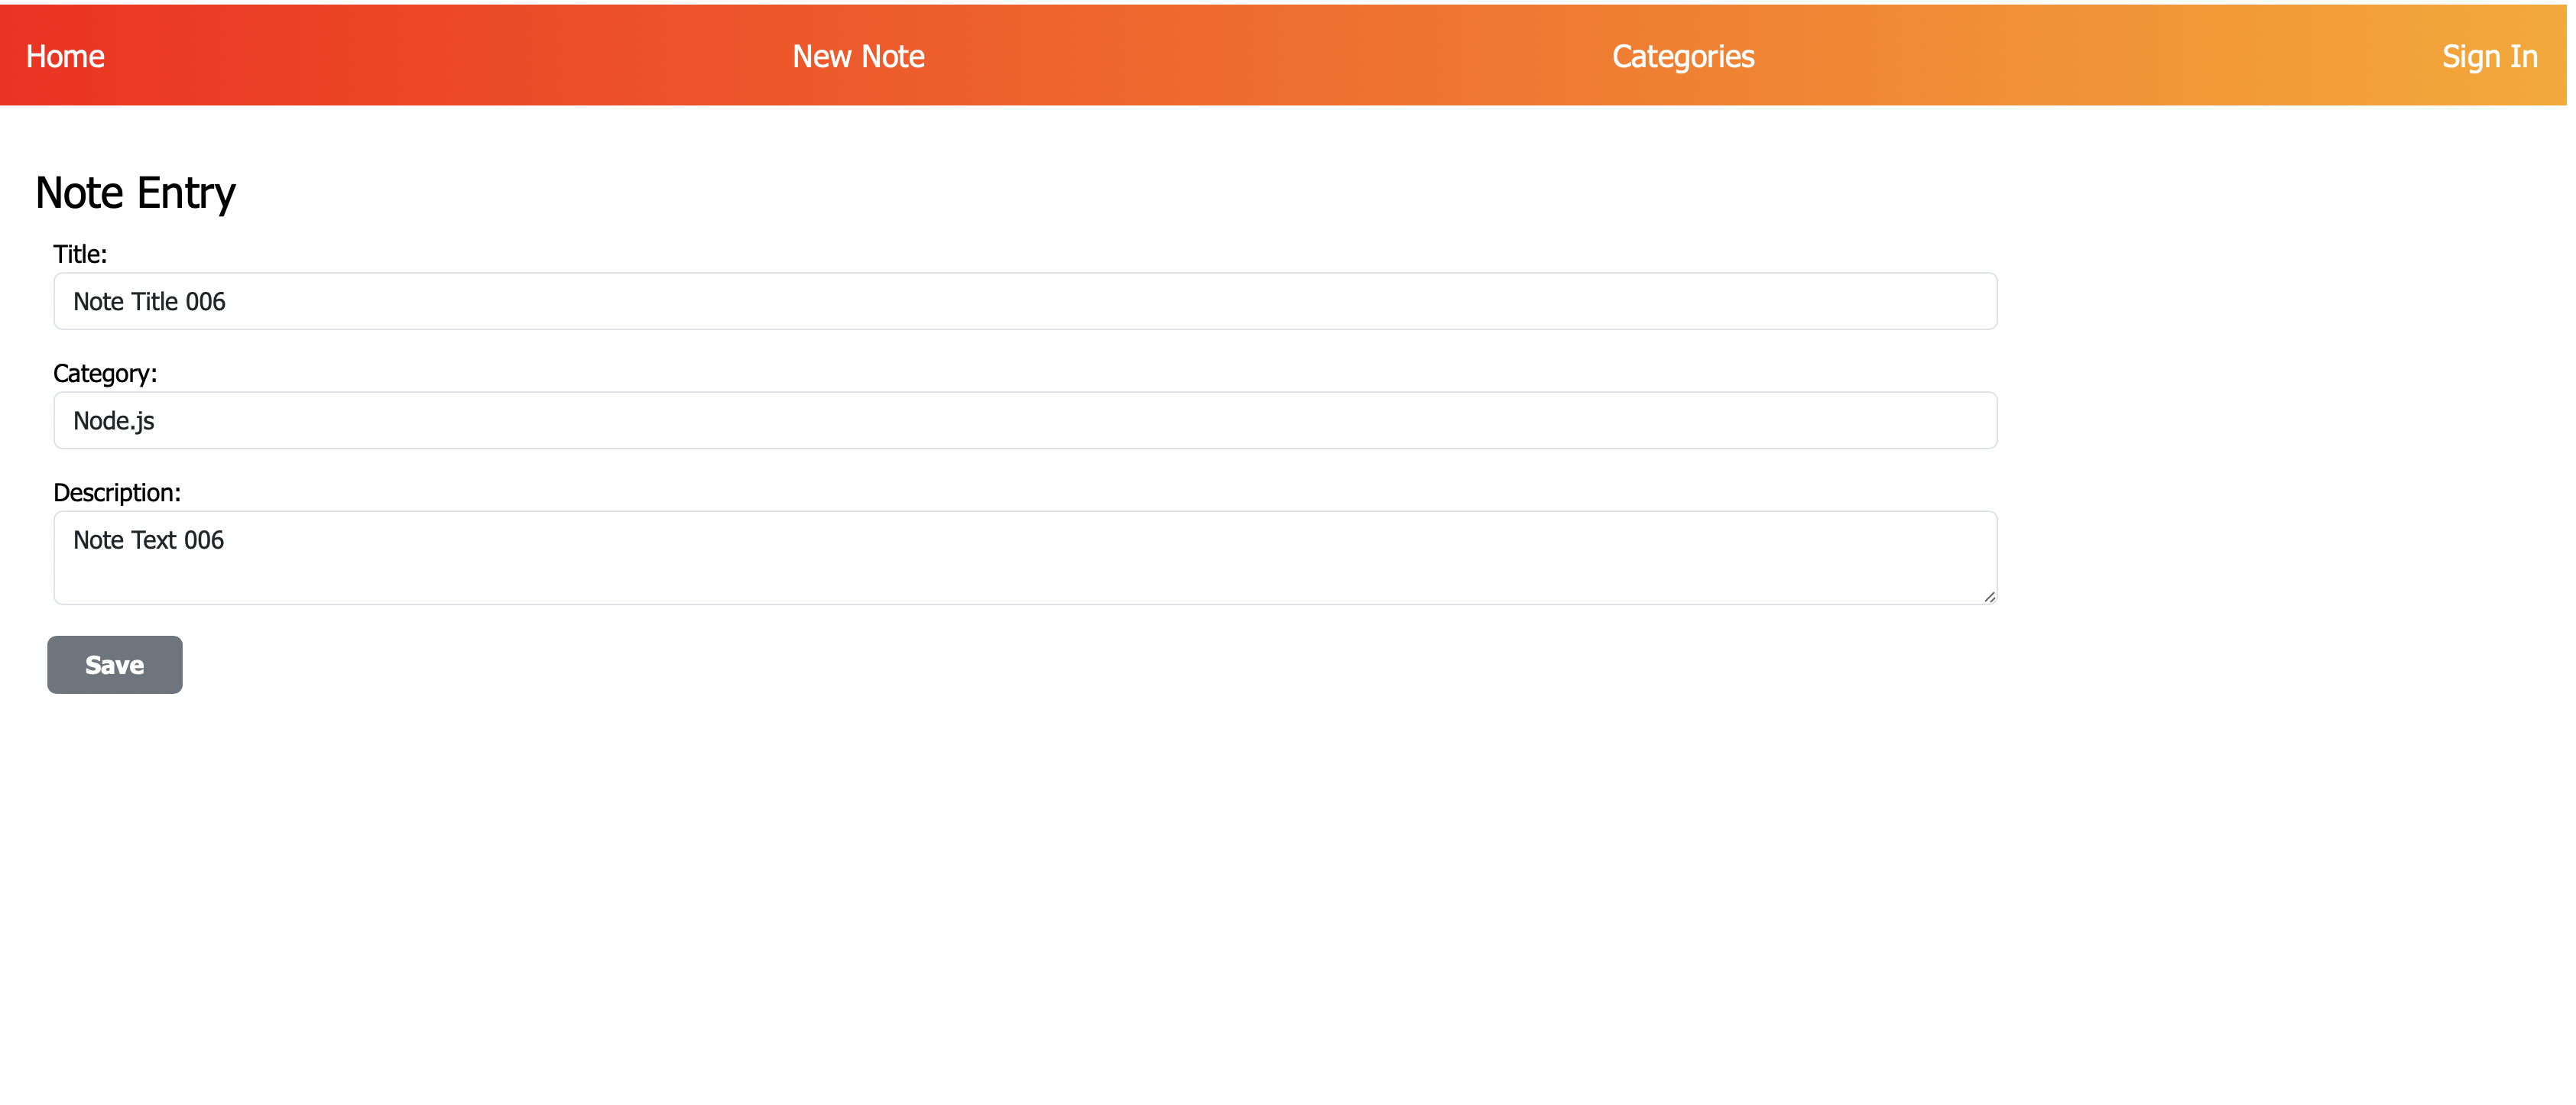 Home New Note Categories Sign In
Note Entry
Title:
Note Title 006
Category:
Node.js
Description:
Note Text 006
Save